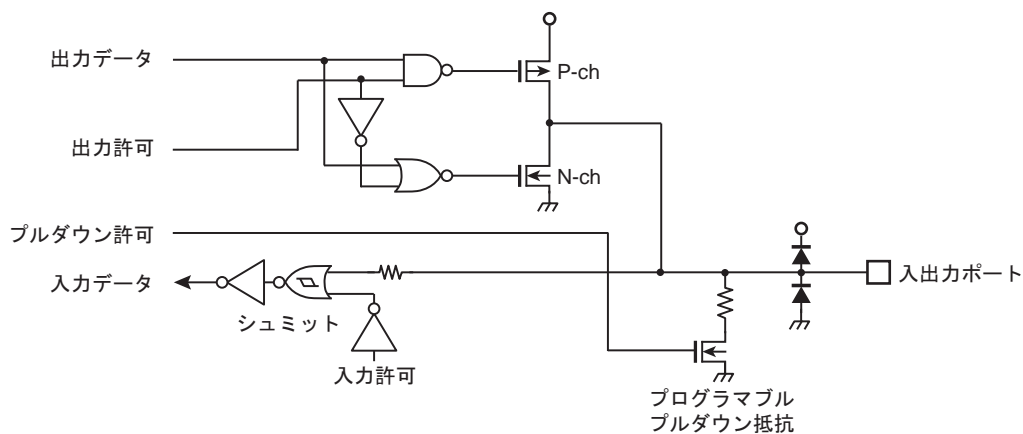 出力データ
P-ch
出力許可
N-ch
プルダウン許可
入力データ
入出力ポート
シュミット
入力許可
プログラマブル
プルダウン抵抗